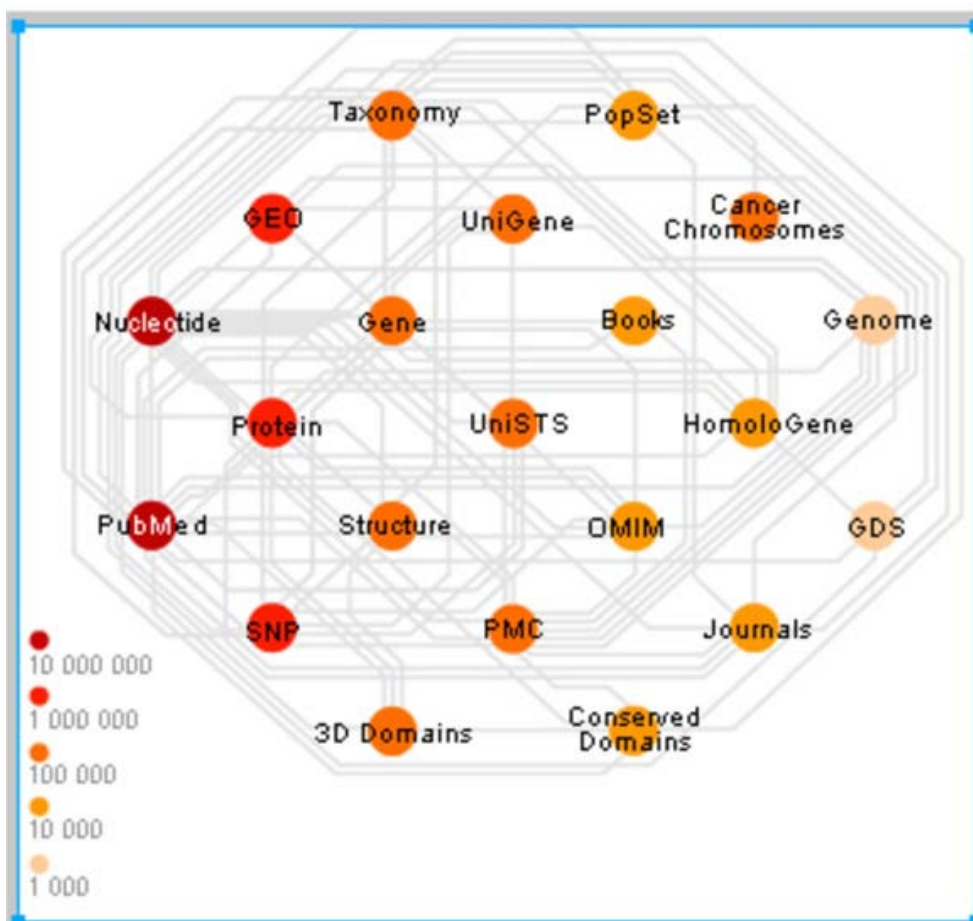 Taxonomy
PopSet
GEO
UniGene
Cancer
Chromosomes
Nucleotide
Gene
Books
Genome
Protein
UniSTS
HomoloGene
PubMed
Structure
OMIM
GDS
SNP
PMC
Journals
3D Domains
Conserved
Domains
10 000 000
1 000 000
100 000
10 000
1 000